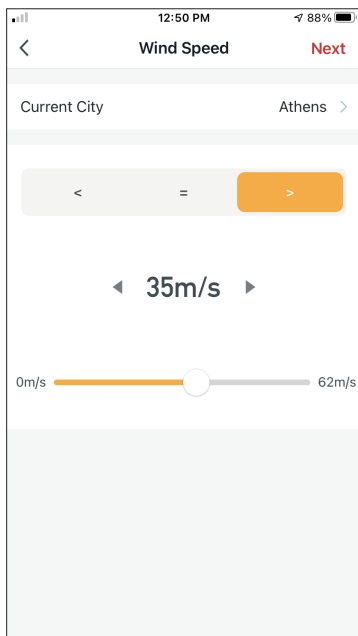 12:50 PM 88%
Wind Speed Next
Current City Athens
< = >
35m/s
0m/s 62m/s